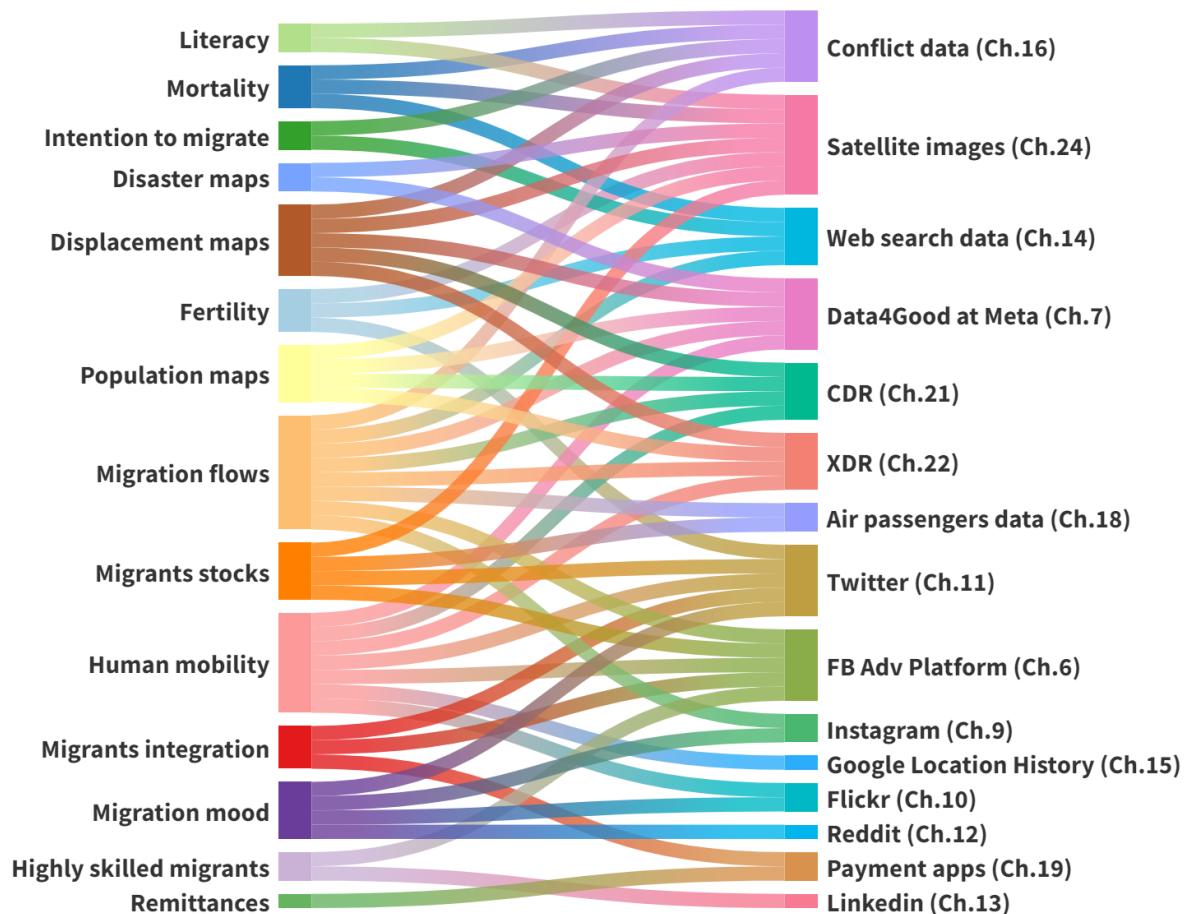 Literacy
Mortality
Intention to migrate
Disaster maps
Displacement maps
Fertility
Population maps
Migration flows
Migrants stocks
Human mobility
Migrants integration
Migration mood
Highly skilled migrants
Remittances
Conflict data (Ch.16)
Satellite images (Ch.24)
Web search data (Ch.14)
Data4Good at Meta (Ch.7)
CDR (Ch.21)
XDR (Ch.22)
Air passengers data (Ch.18)
Twitter (Ch.11)
FB Adv Platform (Ch.6)
Instagram (Ch.9)
Google Location History (Ch.15)
Flickr (Ch.10)
Reddit (Ch.12)
Payment apps (Ch.19)
Linkedin (Ch.13)